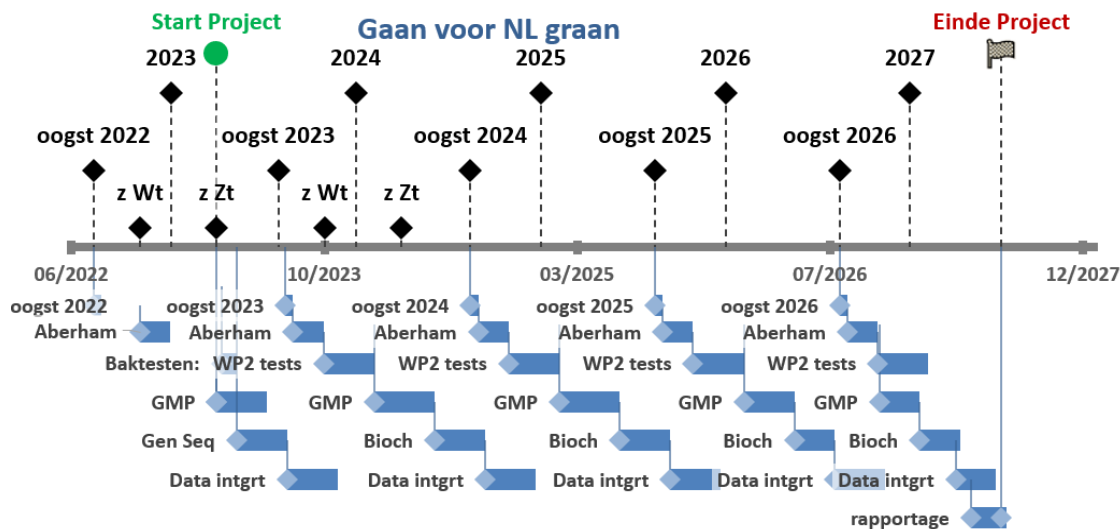 Start Project
Gaan voor NL graan
Einde Project
2023
2024
2025
2026
2027
oogst 2022
oogst 2023
oogst 2024
oogst 2025
oogst 2026
z Wt
z Zt
z Wt
z Zt
06/2022
10/2023
03/2025
07/2026
12/2027
oogst 2022
oogst 2023
oogst 2024
oogst 2025
oogst 2026
Aberham
Aberham
Aberham
Aberham
Aberham
Baktesten:
WP2 tests
WP2 tests
WP2 tests
WP2 tests
GMP
GMP
GMP
GMP
GMP
Gen Seq
Bioch
Bioch
Bioch
Bioch
Data intgrt
Data intgrt
Data intgrt
Data intgrt
Data intgrt
rapportage